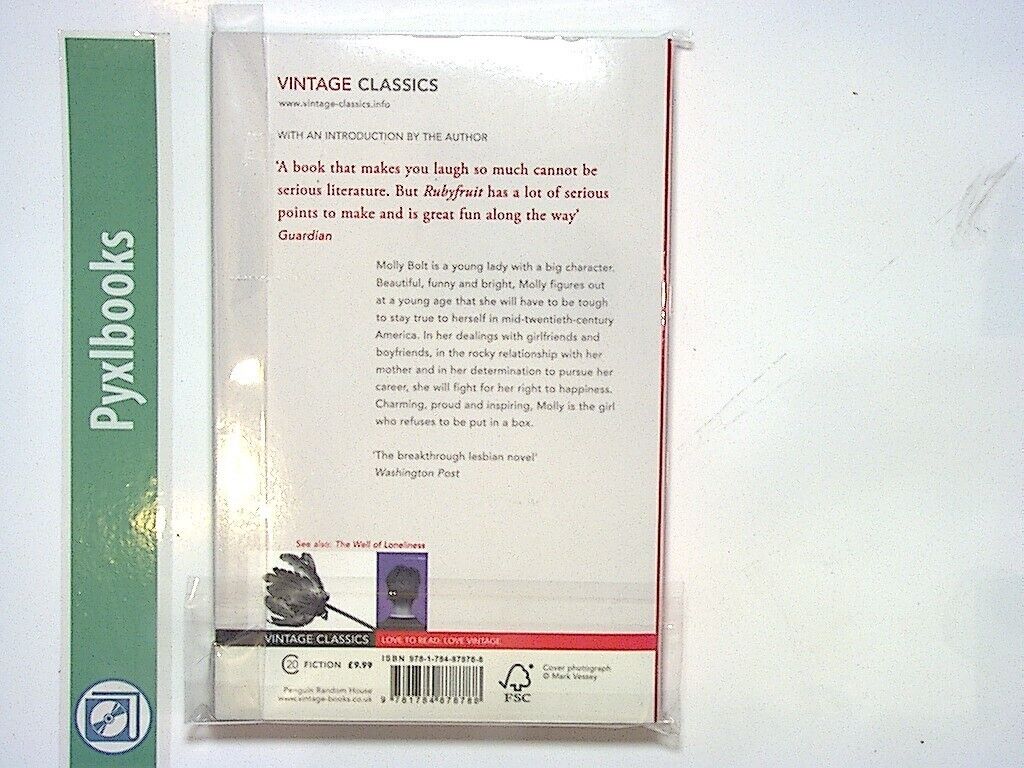 Pyxlbooks
VINTAGE CLASSICS
www.vintage-classics.info
WITH AN INTRODUCTION BY THE AUTHOR
'A book that makes you laugh so much cannot be
serious literature. But Rubyfruit has a lot of serious
points to make and is great fun along the way'
Guardian
Molly Bolt is a young lady with a big character.
Beautiful, funny and bright, Molly figures out
at a young age that she will have to be tough
to stay true to herself in mid-twentieth-century
America. In her dealings with girlfriends and
boyfriends, in the rocky relationship with her
mother and in her determination to pursue her
career, she will fight for her right to happiness.
Charming, proud and inspiring, Molly is the girl
who refuses to be put in a box.
'The breakthrough lesbian novel'
Washington Post
See also: The Well of Loneliness
VINTAGE CLASSICS
LOVE TO READ. LOVE VINTAGE.
C20 FICTION £9.99
ISBN 978-1-784-87876-8
9 781784 878768
Penguin Random House
www.vintage-books.co.uk
FSC
Cover photograph
© Mark Vessey